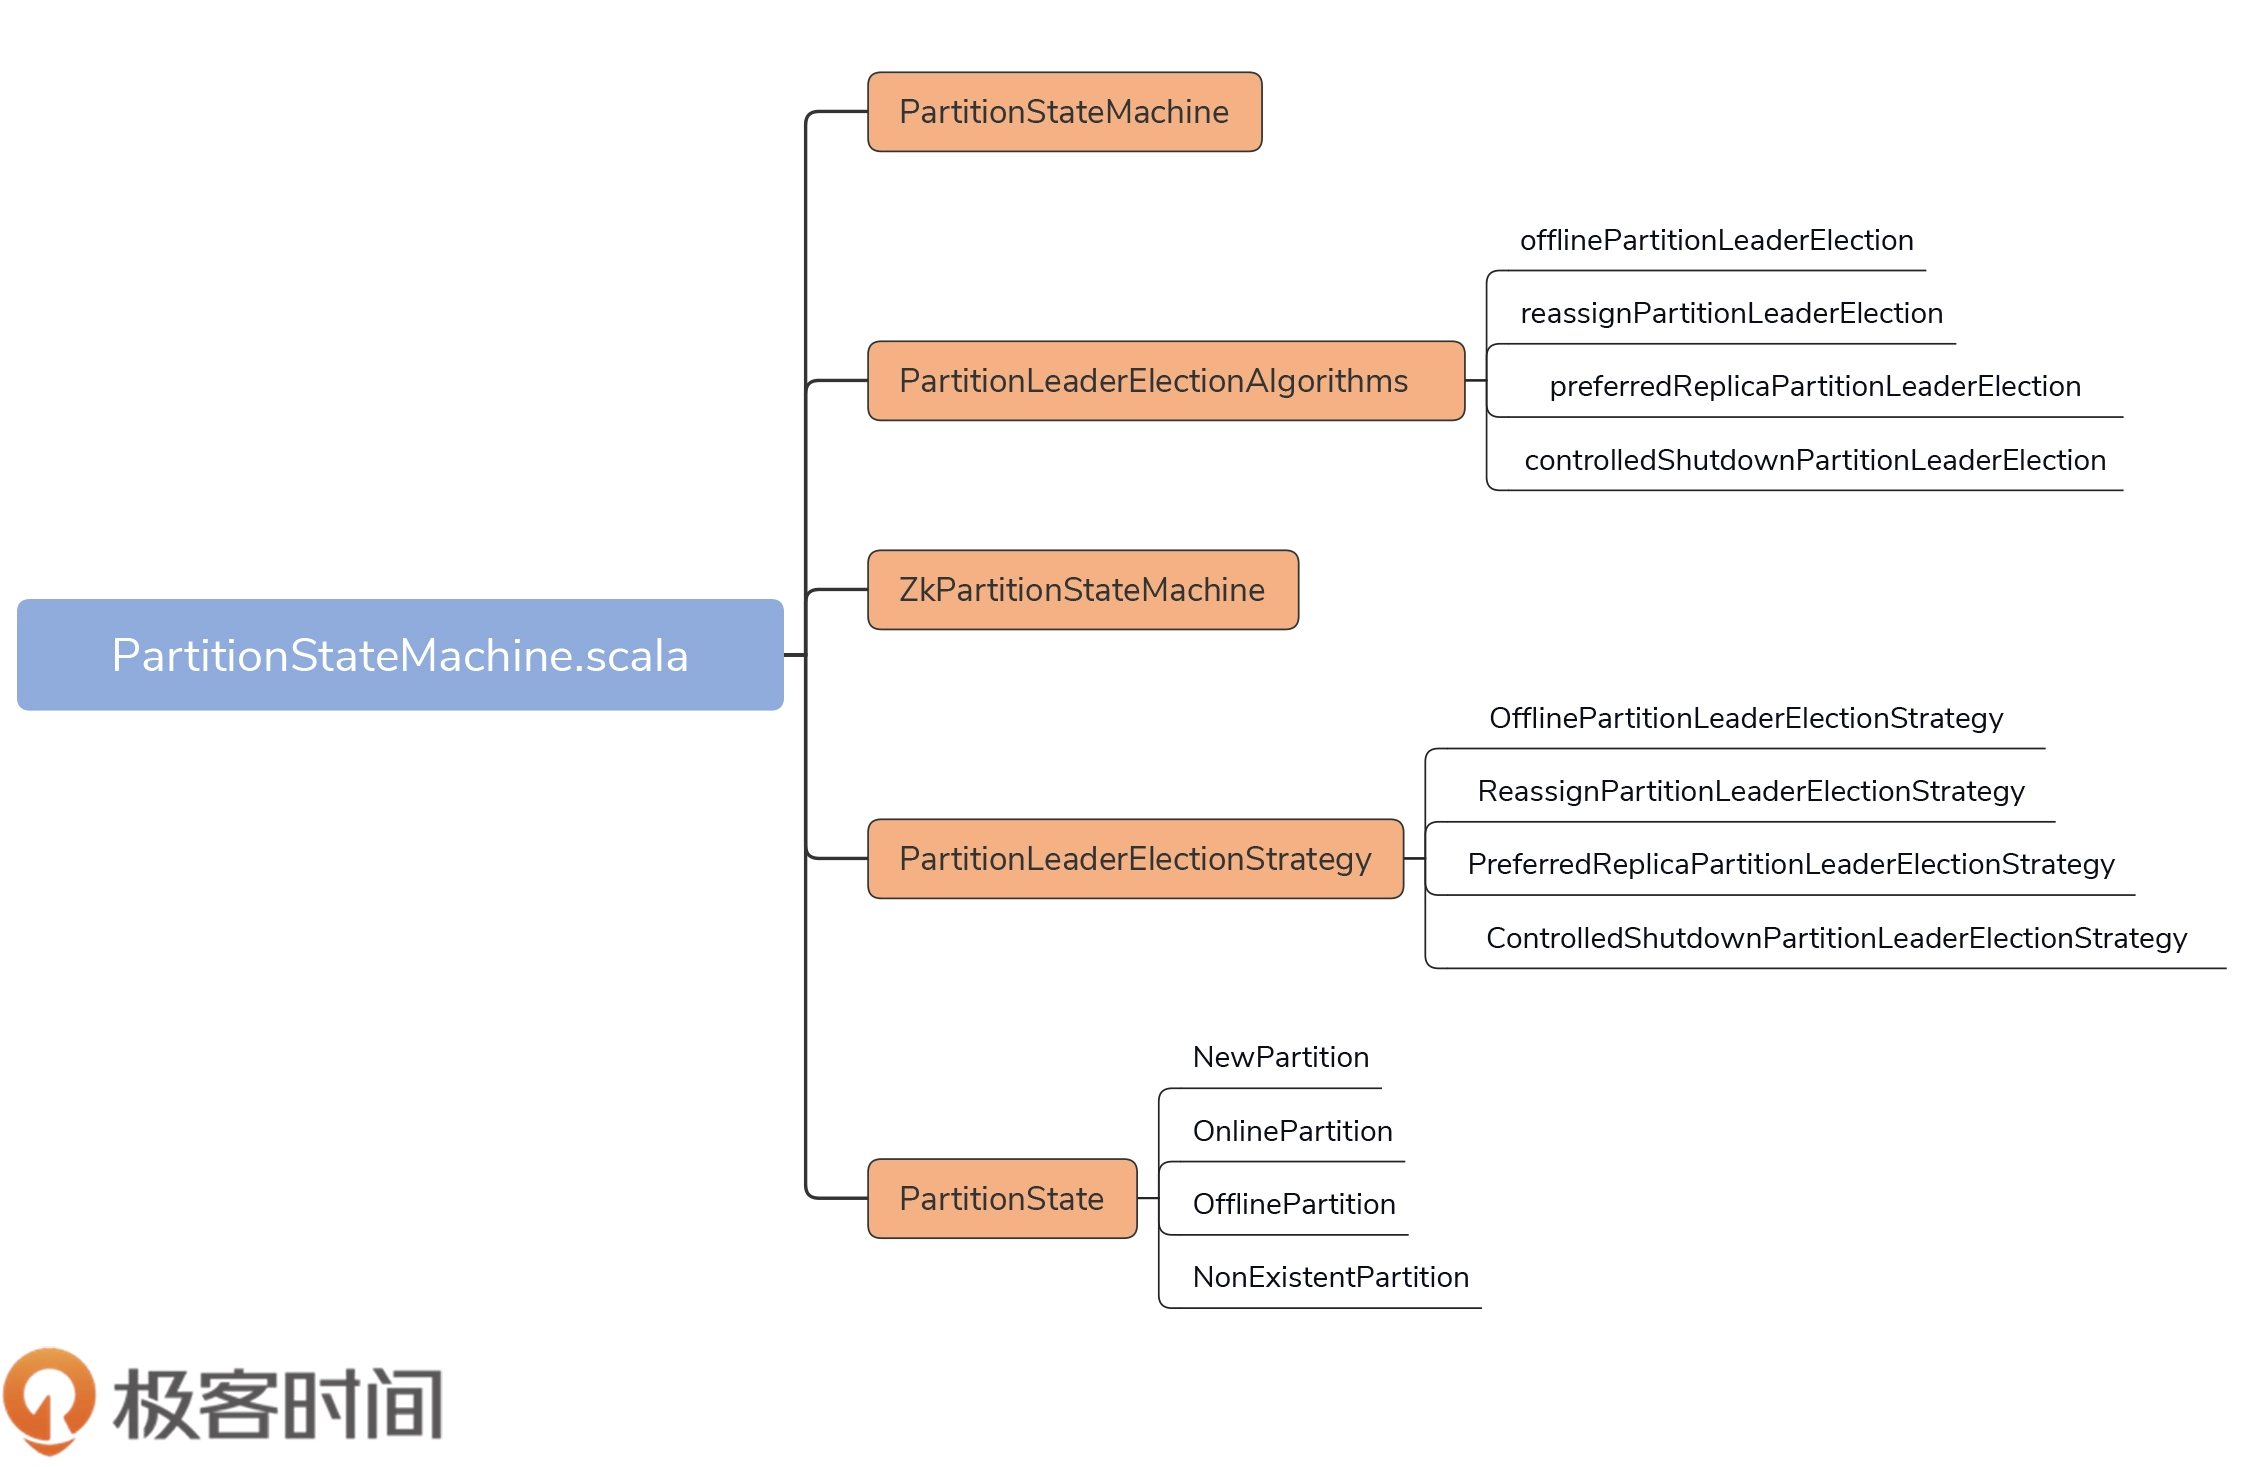 PartitionStateMachine.scala
PartitionStateMachine
PartitionLeaderElectionAlgorithms
offlinePartitionLeaderElection
reassignPartitionLeaderElection
preferredReplicaPartitionLeaderElection
controlledShutdownPartitionLeaderElection
ZkPartitionStateMachine
PartitionLeaderElectionStrategy
OfflinePartitionLeaderElectionStrategy
ReassignPartitionLeaderElectionStrategy
PreferredReplicaPartitionLeaderElectionStrategy
ControlledShutdownPartitionLeaderElectionStrategy
PartitionState
NewPartition
OnlinePartition
OfflinePartition
NonExistentPartition
极客时间